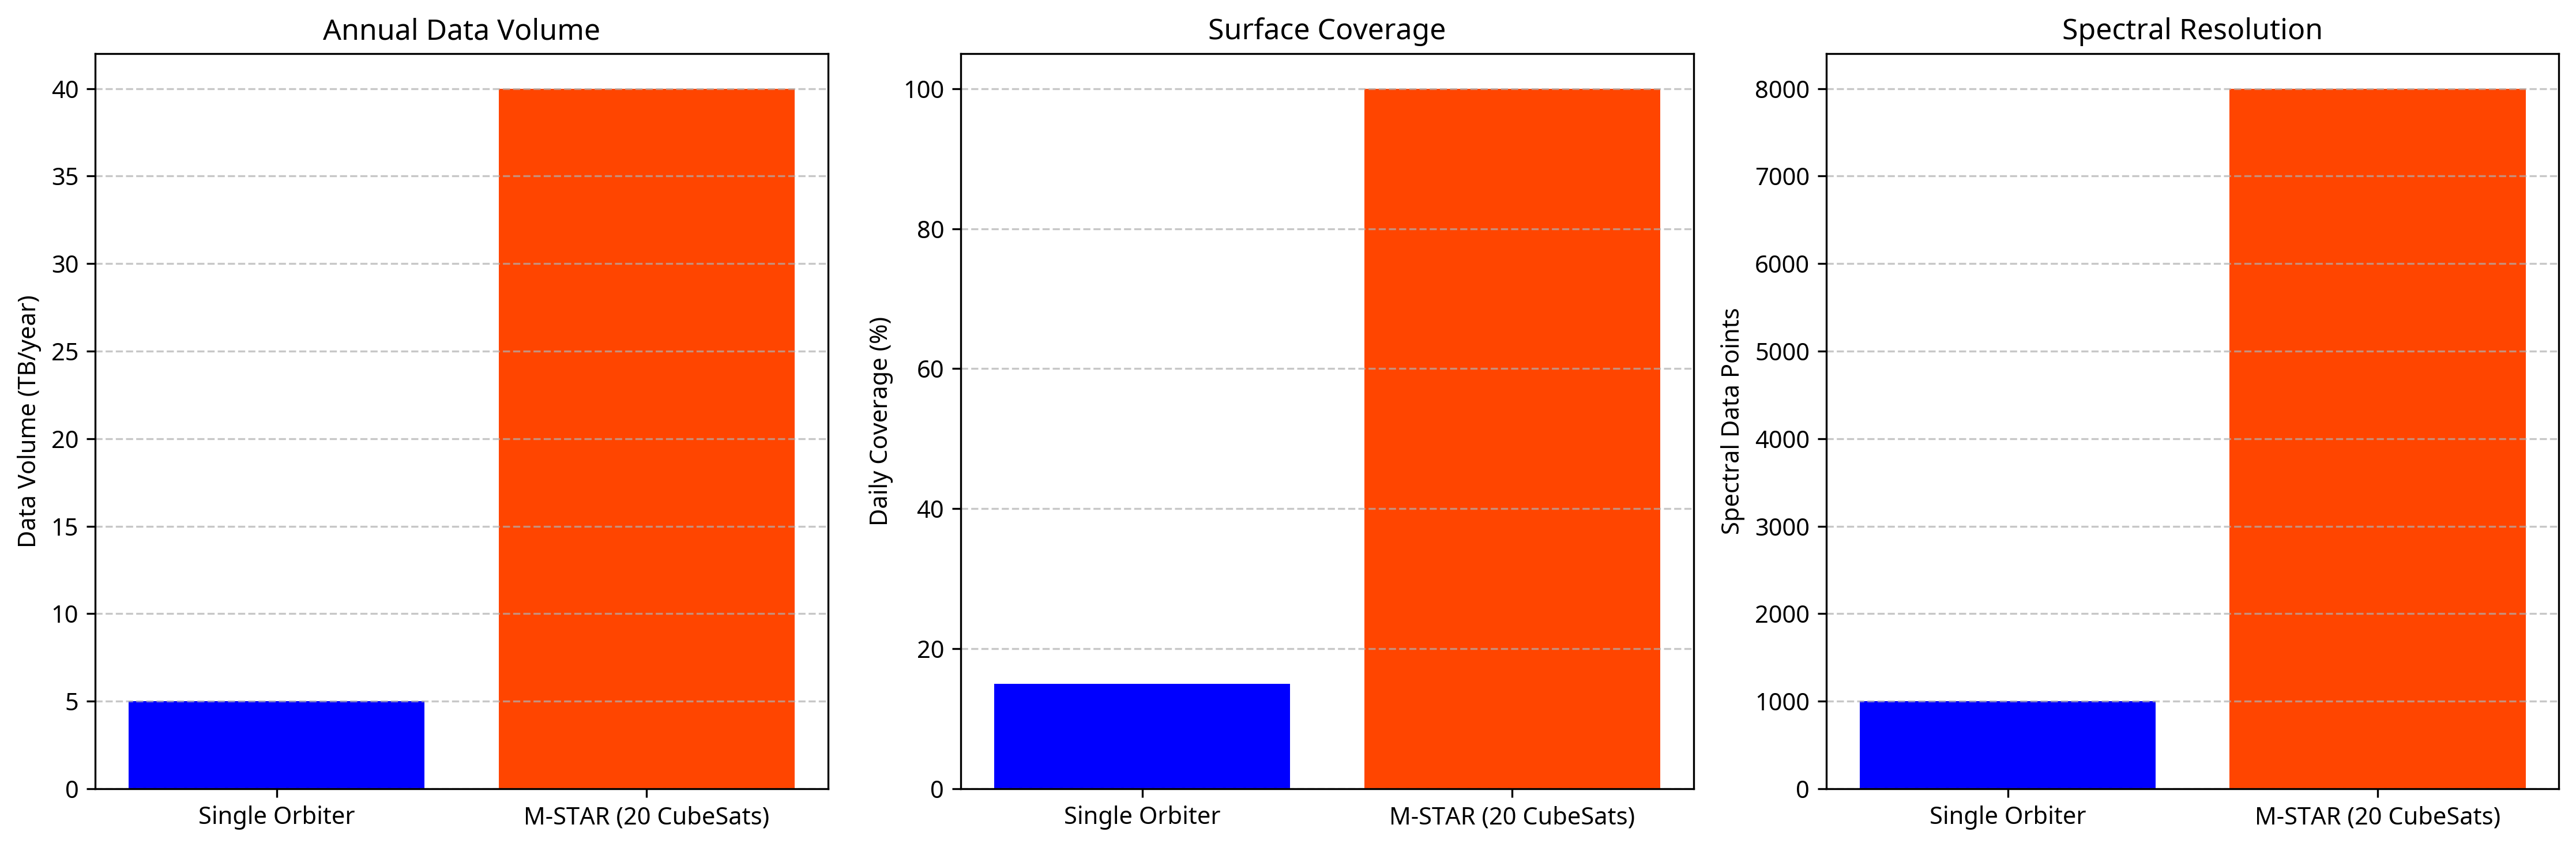 Annual Data Volume
Data Volume (TB/year)
40
35
30
25
20
15
10
5
0
Single Orbiter
M-STAR (20 CubeSats)
Surface Coverage
Daily Coverage (%)
100
80
60
40
20
0
Single Orbiter
M-STAR (20 CubeSats)
Spectral Resolution
Spectral Data Points
8000
7000
6000
5000
4000
3000
2000
1000
0
Single Orbiter
M-STAR (20 CubeSats)